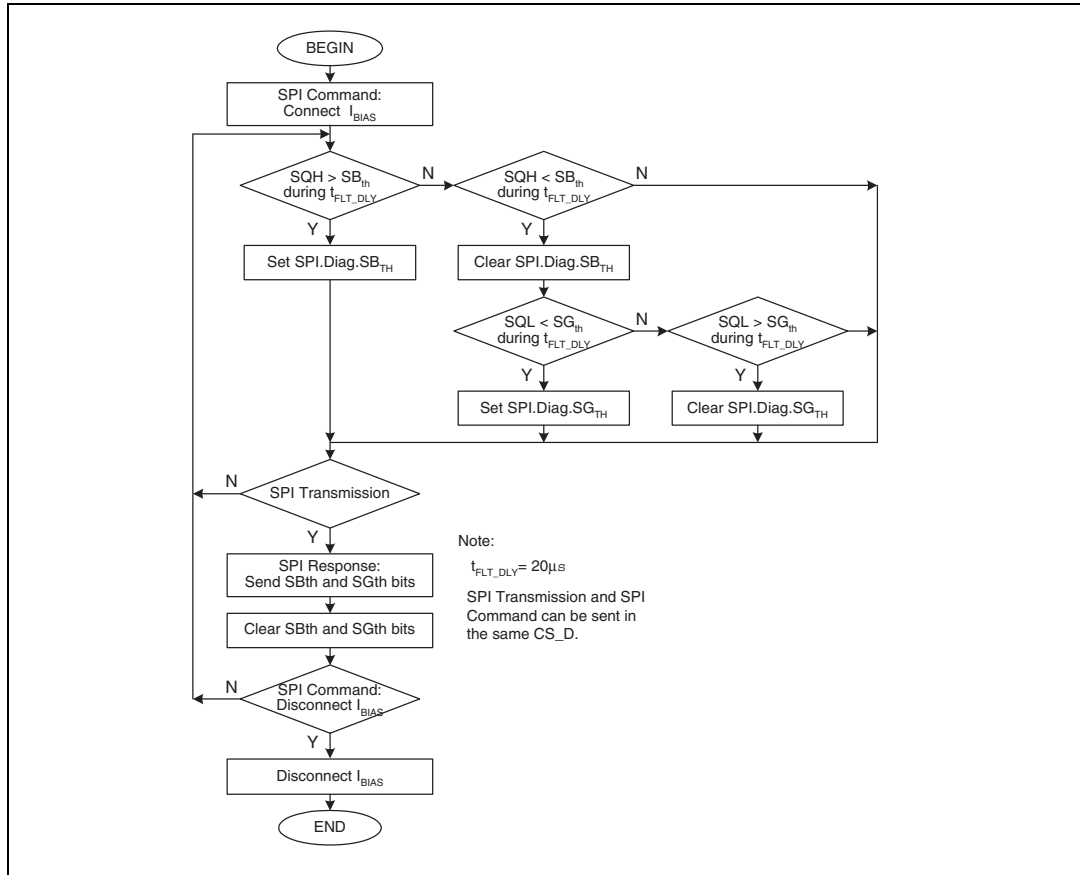 BEGIN
SPI Command:
Connect I_BIAS
SQH > SB_th
during t_FLT_DLY
N
Y
SQH < SB_th
during t_FLT_DLY
N
Y
Set SPI.Diag.SB_TH
Clear SPI.Diag.SB_TH
SQL < SG_th
during t_FLT_DLY
N
Y
SQL > SG_th
during t_FLT_DLY
Y
Set SPI.Diag.SG_TH
Clear SPI.Diag.SG_TH
N
SPI Transmission
Y
SPI Response:
Send SBth and SGth bits
Clear SBth and SGth bits
Note:
t_FLT_DLY= 20µs
SPI Transmission and SPI
Command can be sent in
the same CS_D.
N
SPI Command:
Disconnect I_BIAS
Y
Disconnect I_BIAS
END